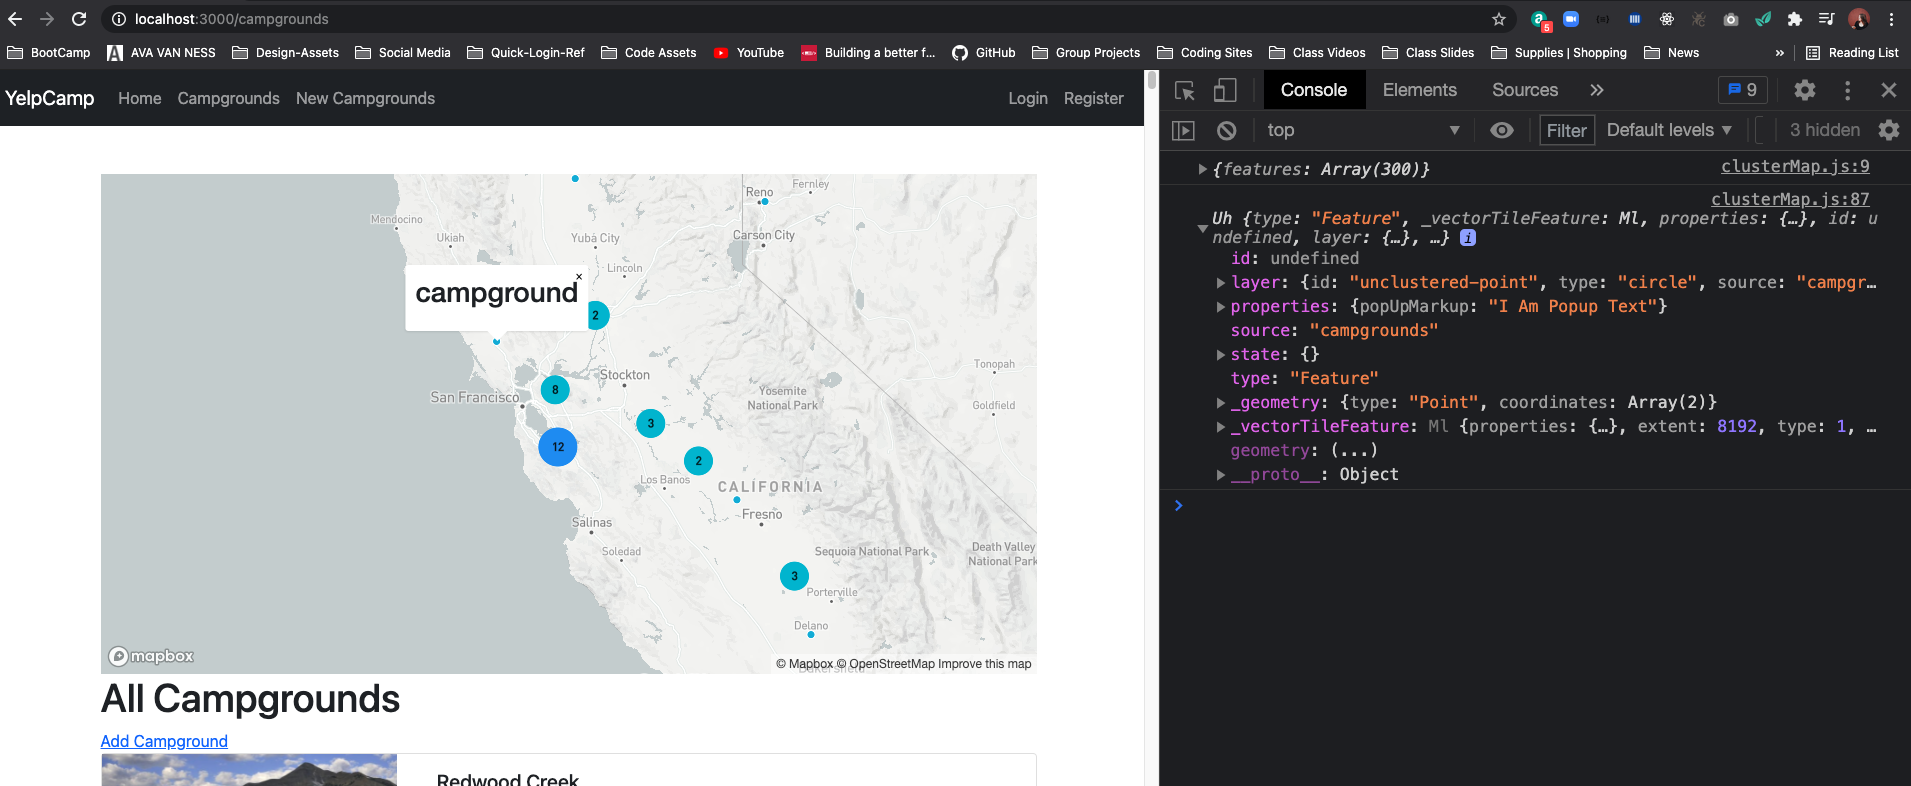 localhost:3000/campgrounds
5
BootCamp AVA VAN NESS Design-Assets Social Media Quick-Login-Ref Code Assets YouTube Building a better f... GitHub Group Projects Coding Sites Class Videos Class Slides Supplies | Shopping News » Reading List
YelpCamp Home Campgrounds New Campgrounds Login Register
Reno
Fernley
Mendocino
Ukiah
Yuba City
Carson City
Lincoln
×
campground
2
Tonopah
Stockton
8
Yosemite
National Park
San Francisco
Goldfield
3
12
2
Los Banos
CALIFORNIA
Fresno
Salinas
Soledad
Sequoia National Park
Death Valley
National Park
3
Porterville
Delano
mapbox
© Mapbox © OpenStreetMap Improve this map
All Campgrounds
Add Campground
Redwood Creek
Console Elements Sources » 9
top ▼ Filter Default levels ▼ 3 hidden
{features: Array(300)} clusterMap.js:9
clusterMap.js:87
Uh {type: "Feature", _vectorTileFeature: Ml, properties: {…}, id: u
ndefined, layer: {…}, …} i
id: undefined
layer: {id: "unclustered-point", type: "circle", source: "campgr…
properties: {popUpMarkup: "I Am Popup Text"}
source: "campgrounds"
state: {}
type: "Feature"
_geometry: {type: "Point", coordinates: Array(2)}
_vectorTileFeature: Ml {properties: {…}, extent: 8192, type: 1, …
geometry: (...)
__proto__: Object